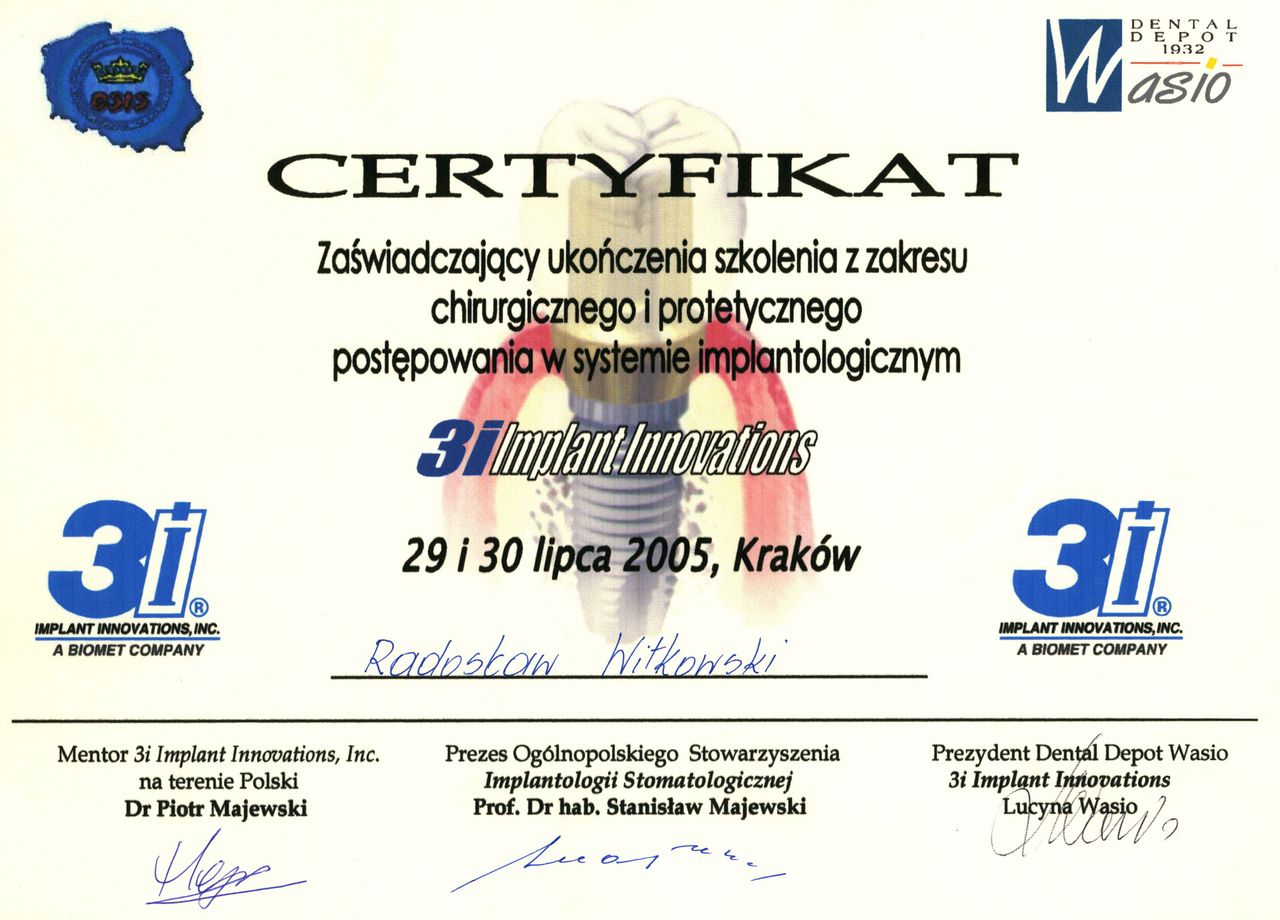 OSIS
DENTAL
DEPOT
1932
Wasio
CERTYFIKAT
Zaświadczający ukończenia szkolenia z zakresu
chirurgicznego i protetycznego
postępowania w systemie implantologicznym
3i Implant Innovations
29 i 30 lipca 2005, Kraków
3i®
IMPLANT INNOVATIONS, INC.
A BIOMET COMPANY
3i®
IMPLANT INNOVATIONS, INC.
A BIOMET COMPANY
Radosław Witkowski
Mentor 3i Implant Innovations, Inc.
na terenie Polski
Dr Piotr Majewski
Prezes Ogólnopolskiego Stowarzyszenia
Implantologii Stomatologicznej
Prof. Dr hab. Stanisław Majewski
Prezydent Dental Depot Wasio
3i Implant Innovations
Lucyna Wasio